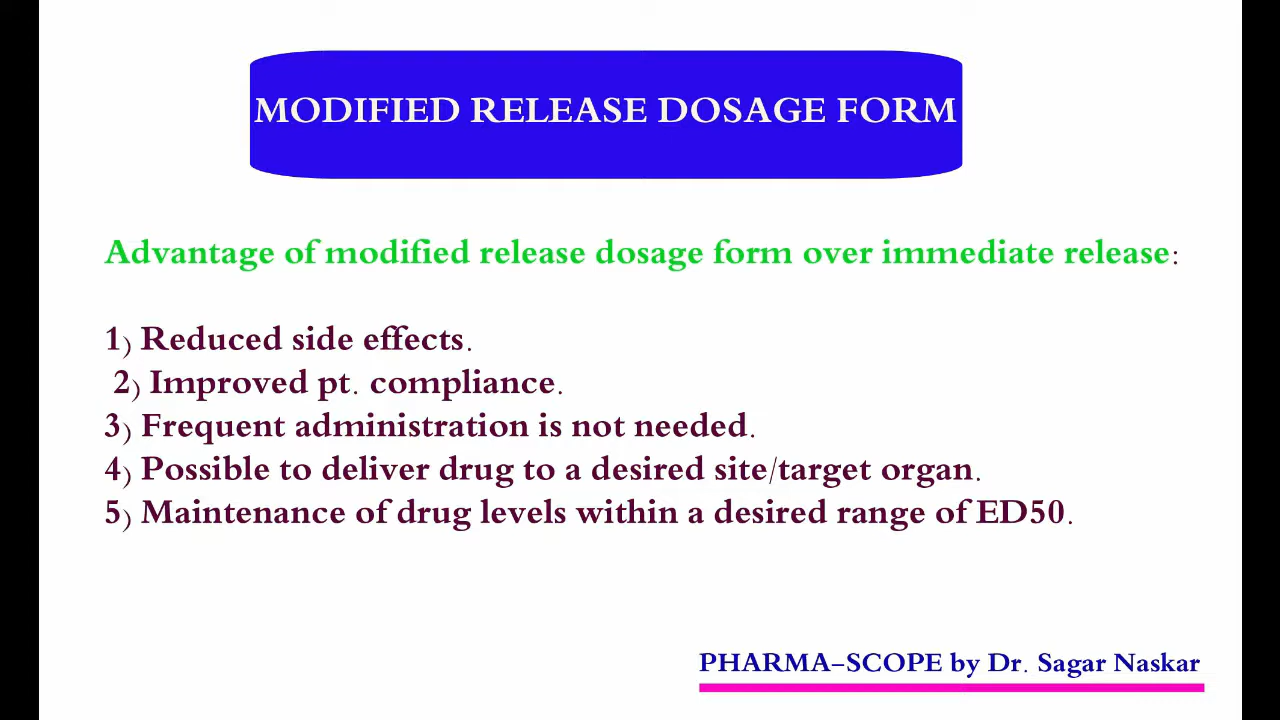 MODIFIED RELEASE DOSAGE FORM
Advantage of modified release dosage form over immediate release:
1) Reduced side effects.
2) Improved pt. compliance.
3) Frequent administration is not needed.
4) Possible to deliver drug to a desired site/target organ.
5) Maintenance of drug levels within a desired range of ED50.
PHARMA-SCOPE by Dr. Sagar Naskar